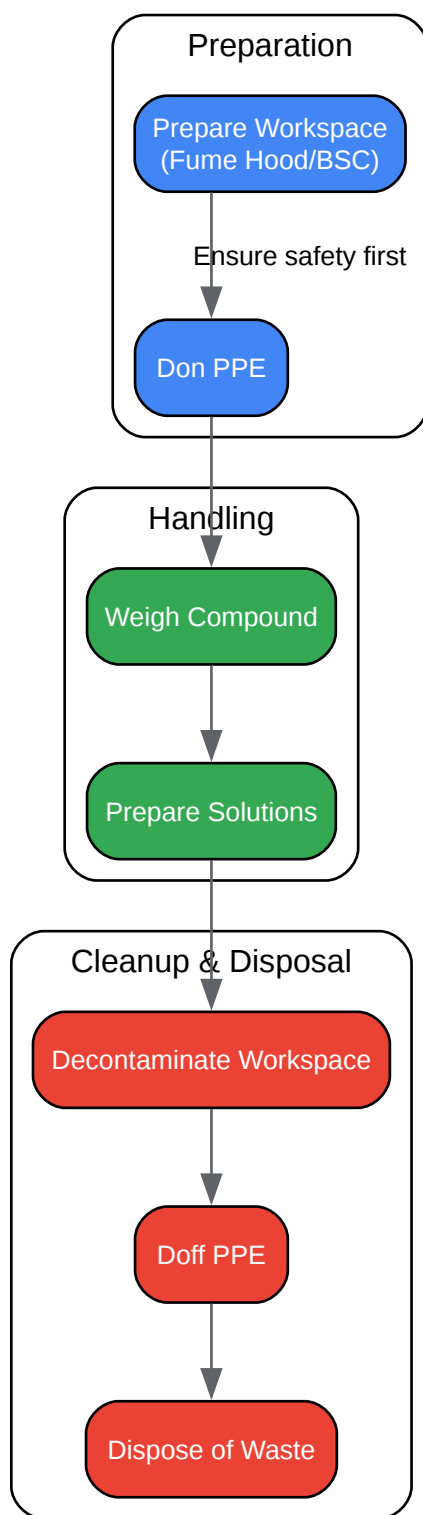 Preparation
Prepare Workspace
(Fume Hood/BSC)
Ensure safety first
Don PPE
Handling
Weigh Compound
Prepare Solutions
Cleanup & Disposal
Decontaminate Workspace
Doff PPE
Dispose of Waste